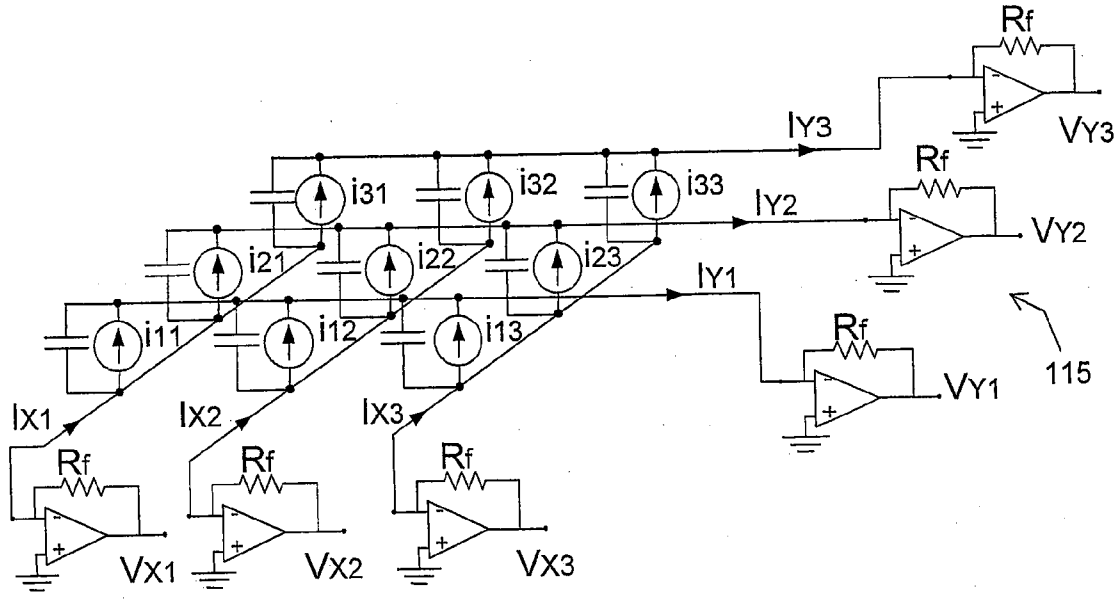 Rf
IY3
VY3
i31 i32 i33
Rf
IY2
VY2
i21 i22 i23
IY1
i11 i12 i13
Rf
115
VY1
IX1 IX2 IX3
Rf Rf Rf
- + - + - + - + - + - +
VX1 VX2 VX3